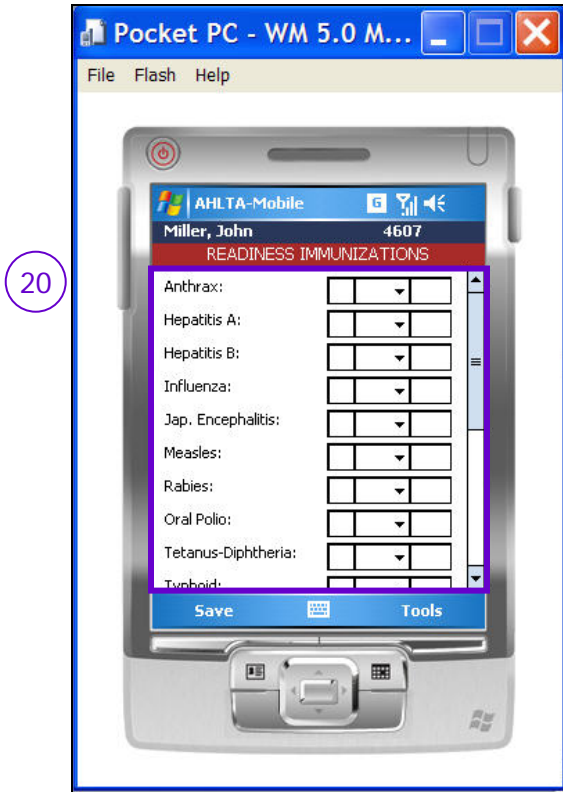 Pocket PC - WM 5.0 M...
File Flash Help
AHLTA-Mobile G
Miller, John 4607
READINESS IMMUNIZATIONS
20
Anthrax:
Hepatitis A:
Hepatitis B:
Influenza:
Jap. Encephalitis:
Measles:
Rabies:
Oral Polio:
Tetanus-Diphtheria:
Typhoid:
Save Tools